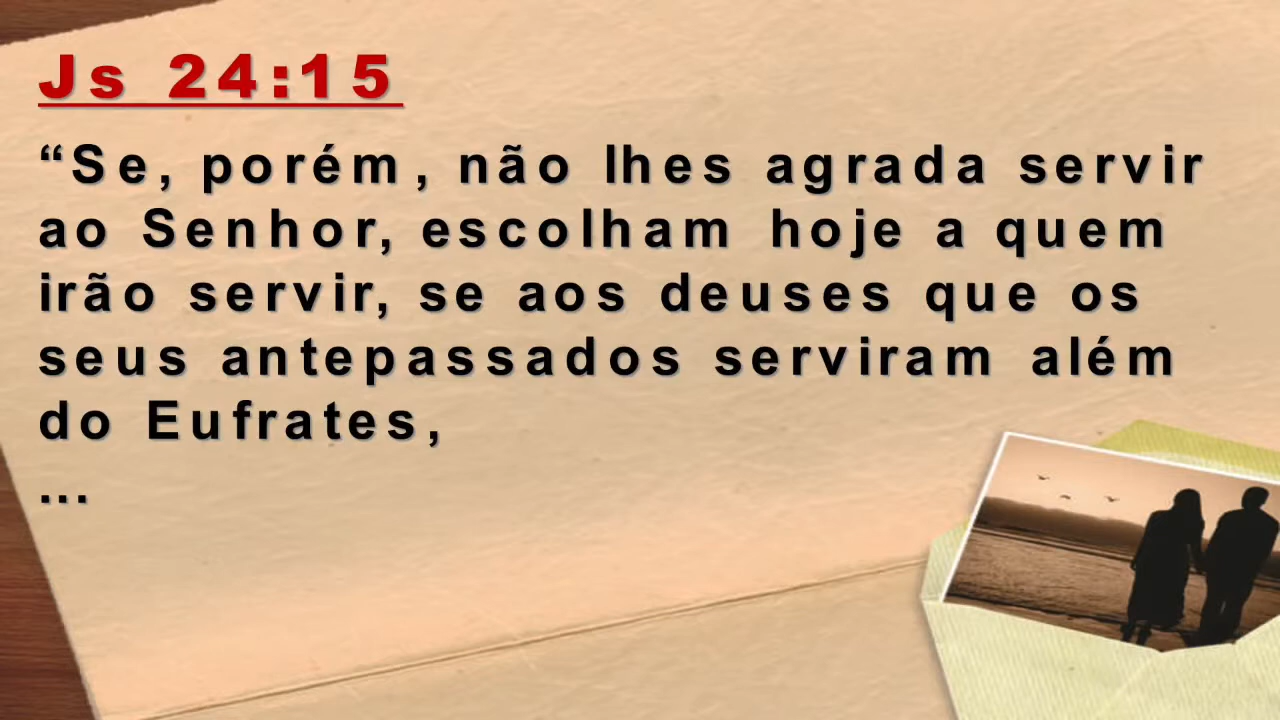 Js 24:15
“Se, porém, não lhes agrada servir
ao Senhor, escolham hoje a quem
irão servir, se aos deuses que os
seus antepassados serviram além
do Eufrates,
...